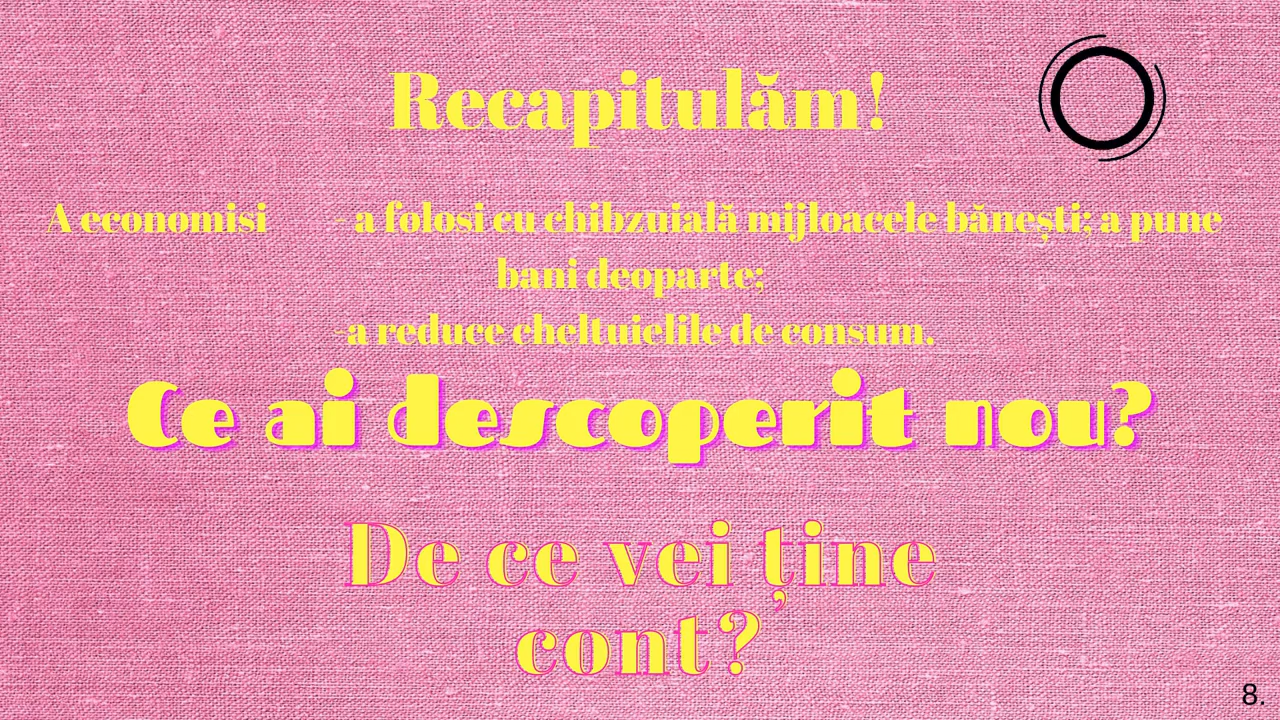 Recapitulăm!
A economisi - a folosi cu chibzuială mijloacele bănești; a pune
bani deoparte;
-a reduce cheltuielile de consum.
Ce ai descoperit nou?
De ce vei ține
cont?
8.